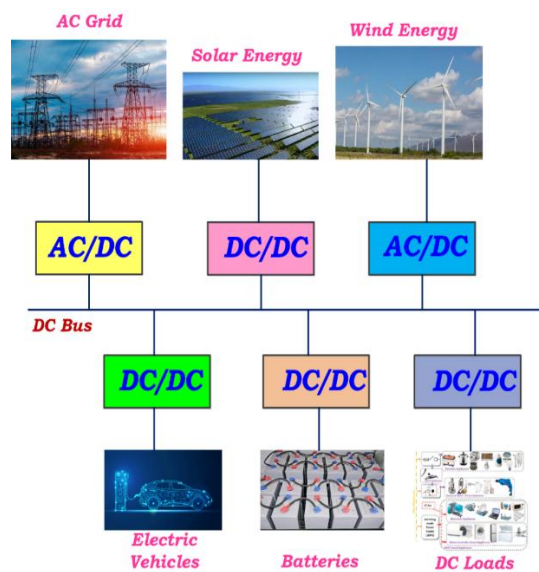 AC Grid
Solar Energy
Wind Energy
AC/DC
DC/DC
AC/DC
DC Bus
DC/DC
DC/DC
DC/DC
Electric
Vehicles
Batteries
DC Loads